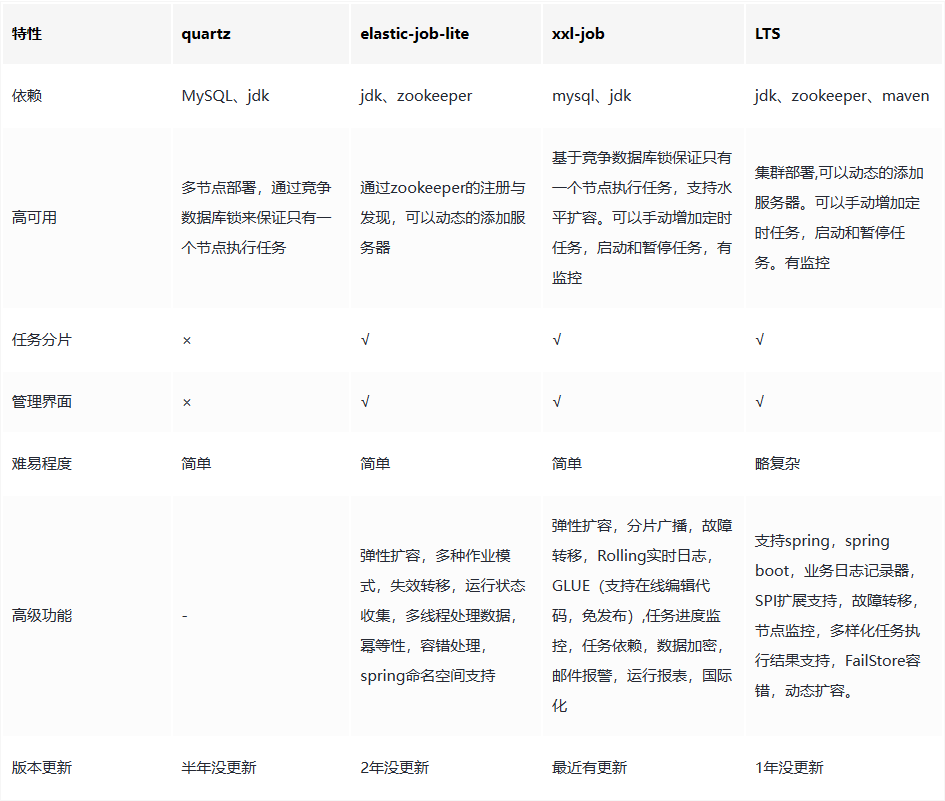 特性 quartz elastic-job-lite xxl-job LTS
依赖 MySQL、jdk jdk、zookeeper mysql、jdk jdk、zookeeper、maven
高可用
多节点部署，通过竞争
数据库锁来保证只有一
个节点执行任务
通过zookeeper的注册与
发现，可以动态的添加服
务器
基于竞争数据库锁保证只有
一个节点执行任务，支持水
平扩容。可以手动增加定时
任务，启动和暂停任务，有
监控
集群部署,可以动态的添加
服务器。可以手动增加定
时任务，启动和暂停任
务。有监控
任务分片 × √ √ √
管理界面 × √ √ √
难易程度 简单 简单 简单 略复杂
高级功能
-
弹性扩容，多种作业模
式，失效转移，运行状态
收集，多线程处理数据，
幂等性，容错处理，
spring命名空间支持
弹性扩容，分片广播，故障
转移，Rolling实时日志，
GLUE（支持在线编辑代
码，免发布）,任务进度监
控，任务依赖，数据加密，
邮件报警，运行报表，国际
化
支持spring，spring
boot，业务日志记录器，
SPI扩展支持，故障转移，
节点监控，多样化任务执
行结果支持，FailStore容
错，动态扩容。
版本更新 半年没更新 2年没更新 最近有更新 1年没更新